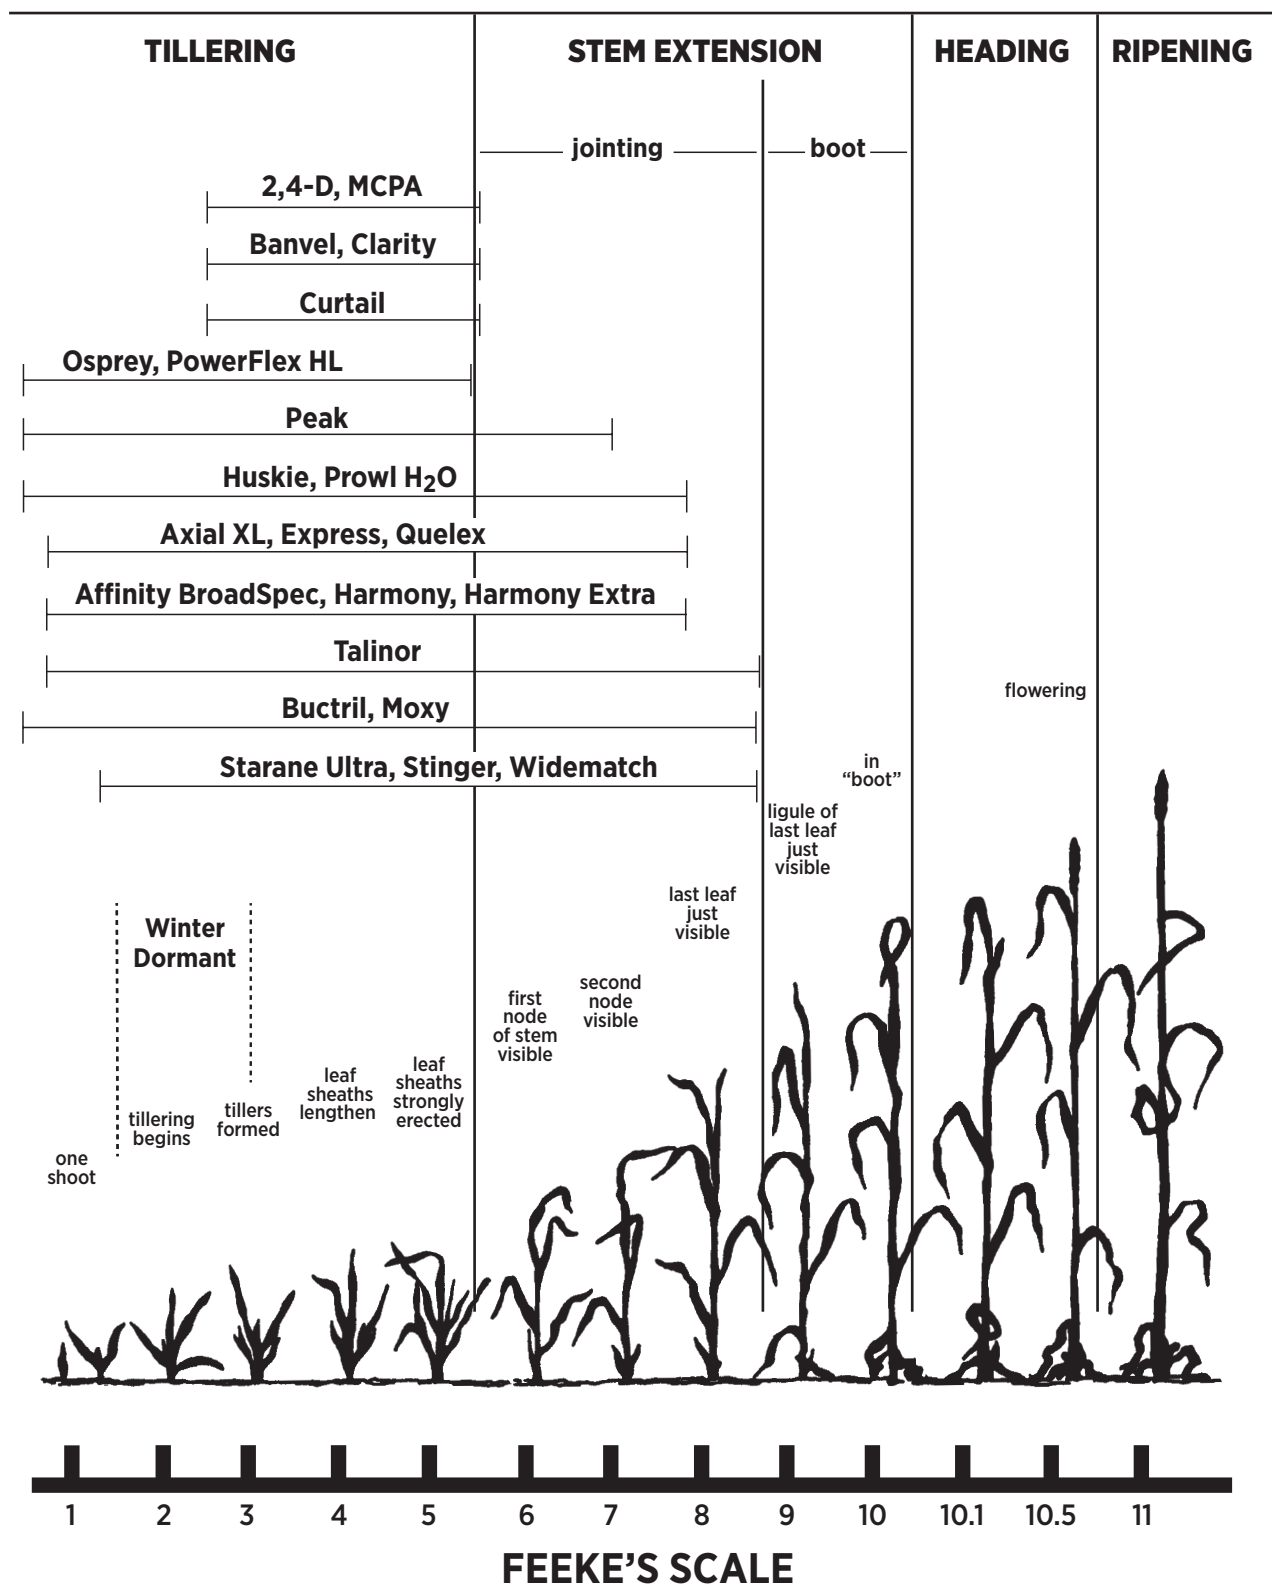 TILLERING
STEM EXTENSION
HEADING
RIPENING
jointing
boot
2,4-D, MCPA
Banvel, Clarity
Curtail
Osprey, PowerFlex HL
Peak
Huskie, Prowl H₂O
Axial XL, Express, Quelex
Affinity BroadSpec, Harmony, Harmony Extra
Talinor
Buctril, Moxy
Starane Ultra, Stinger, Widematch
Winter
Dormant
one
shoot
tillering
begins
tillers
formed
leaf
sheaths
lengthen
leaf
sheaths
strongly
erected
first
node
of stem
visible
second
node
visible
last leaf
just
visible
ligule of
last leaf
just
visible
in
“boot”
flowering
1
2
3
4
5
6
7
8
9
10
10.1
10.5
11
FEEKE’S SCALE